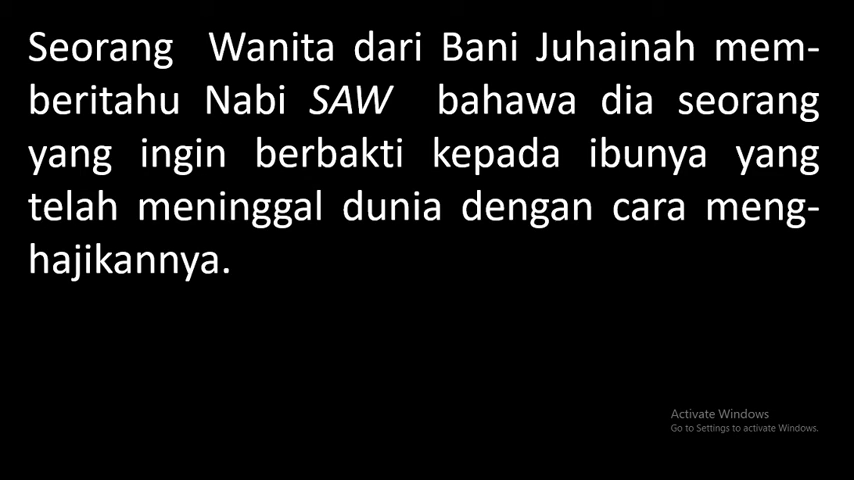 Seorang Wanita dari Bani Juhainah mem-
beritahu Nabi SAW bahawa dia seorang
yang ingin berbakti kepada ibunya yang
telah meninggal dunia dengan cara meng-
hajikannya.
Activate Windows
Go to Settings to activate Windows.